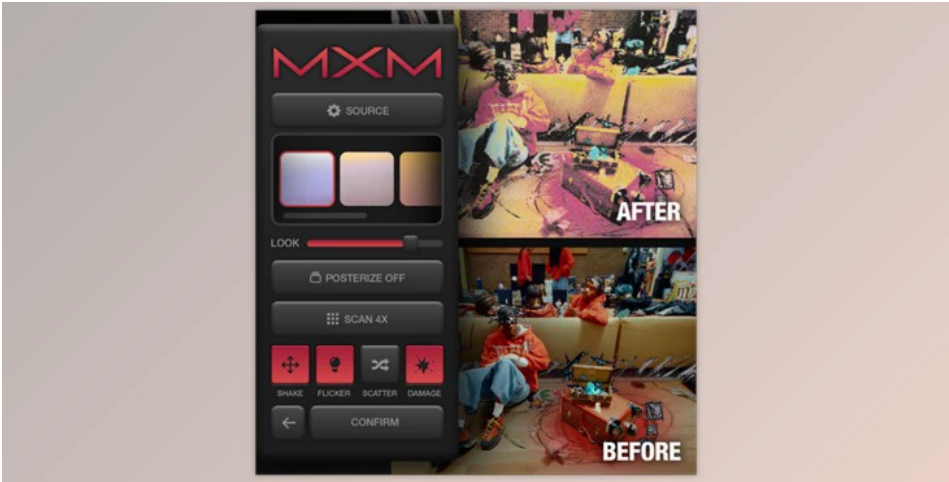 MXM
SOURCE
LOOK
POSTERIZE OFF
SCAN 4X
SHAKE FLICKER SCATTER DAMAGE
CONFIRM
AFTER
BEFORE